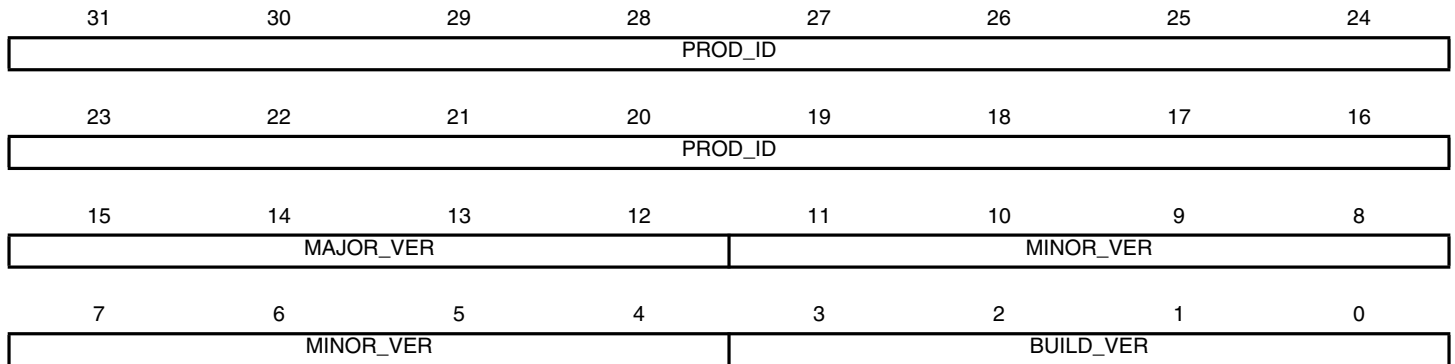 31 30 29 28 27 26 25 24
PROD_ID
23 22 21 20 19 18 17 16
PROD_ID
15 14 13 12 11 10 9 8
MAJOR_VER MINOR_VER
7 6 5 4 3 2 1 0
MINOR_VER BUILD_VER